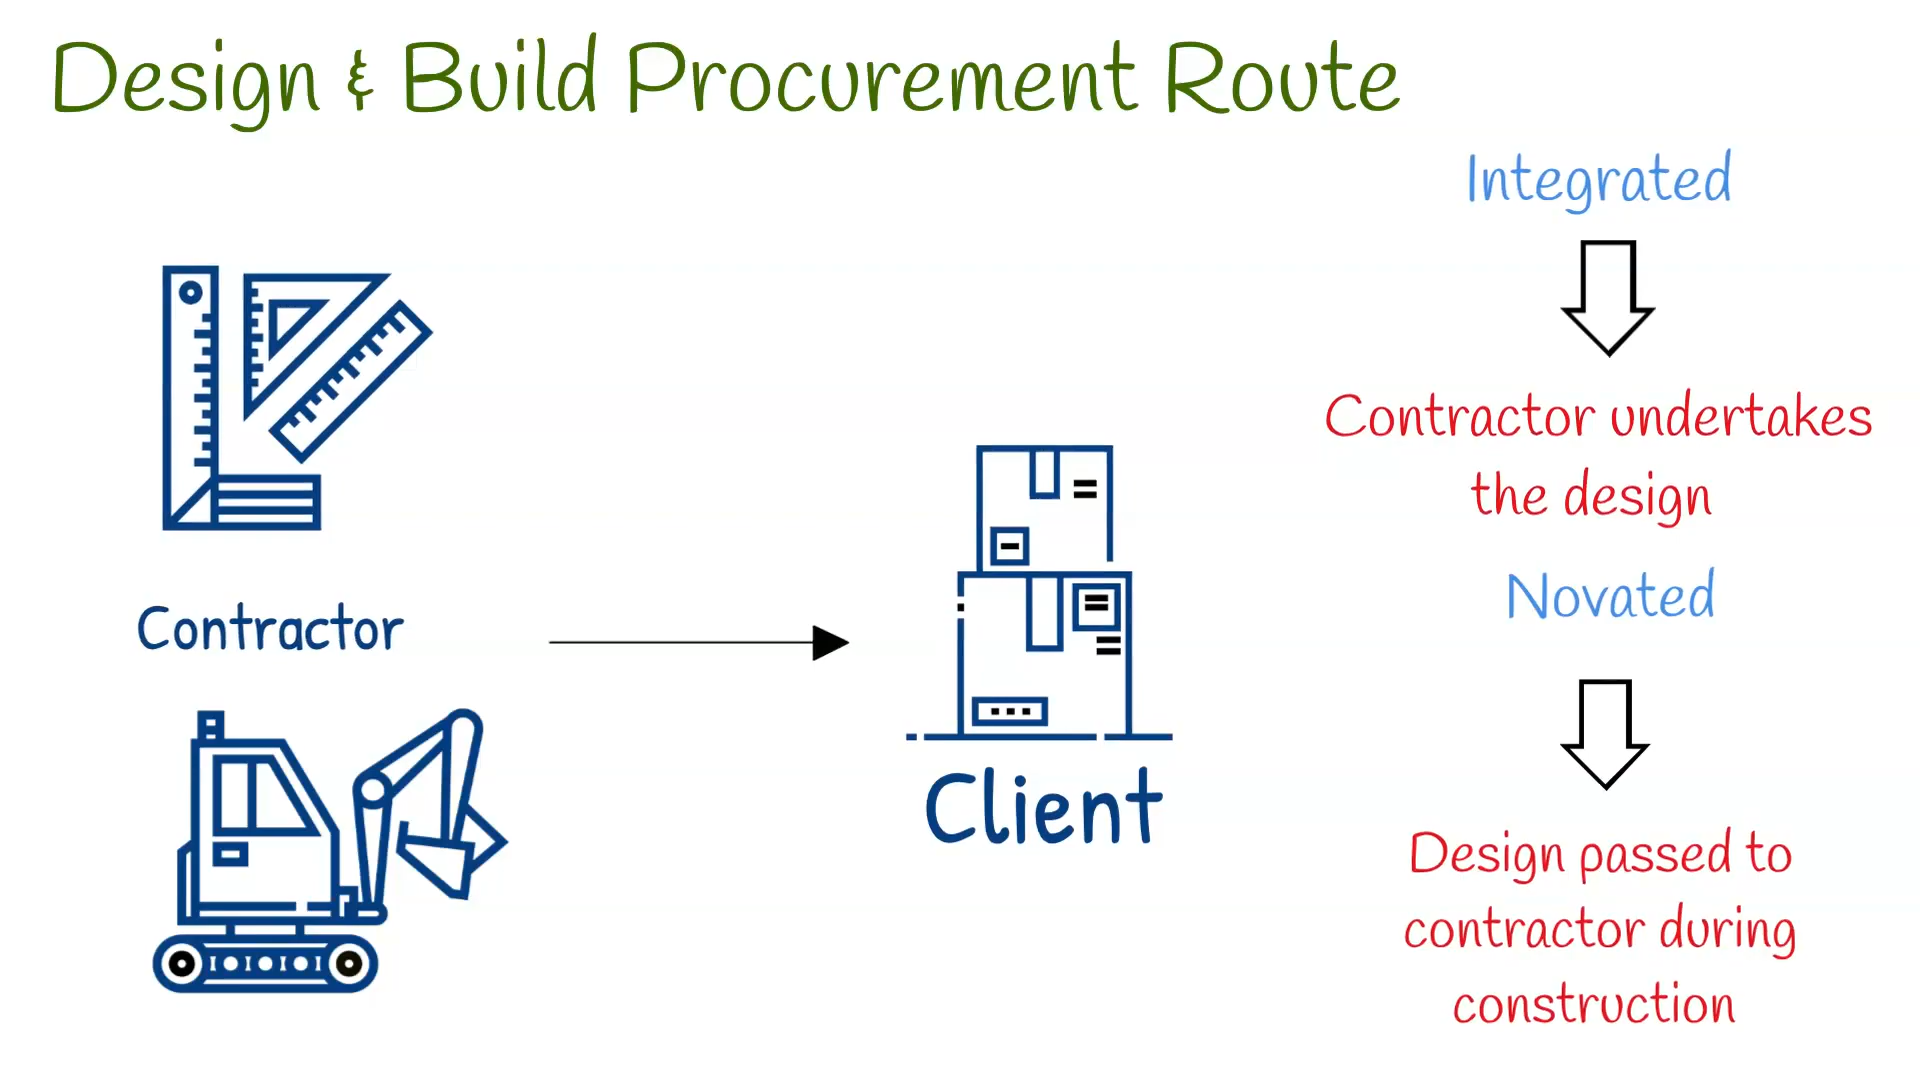 Design & Build Procurement Route
Integrated
Contractor undertakes
the design
Novated
Design passed to
contractor during
construction
Contractor
Client